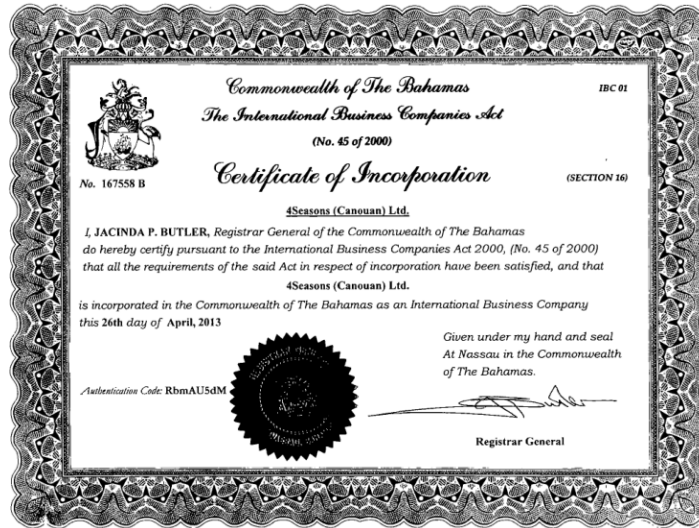 Commonwealth of The Bahamas
IBC 01
The International Business Companies Act
(No. 45 of 2000)
No. 167558 B
Certificate of Incorporation
(SECTION 16)
4Seasons (Canouan) Ltd.
I, JACINDA P. BUTLER, Registrar General of the Commonwealth of The Bahamas
do hereby certify pursuant to the International Business Companies Act 2000, (No. 45 of 2000)
that all the requirements of the said Act in respect of incorporation have been satisfied, and that
4Seasons (Canouan) Ltd.
is incorporated in the Commonwealth of The Bahamas as an International Business Company
this 26th day of April, 2013
Given under my hand and seal
At Nassau in the Commonwealth
of The Bahamas.
Authentication Code: RbmAU5dM
Registrar General